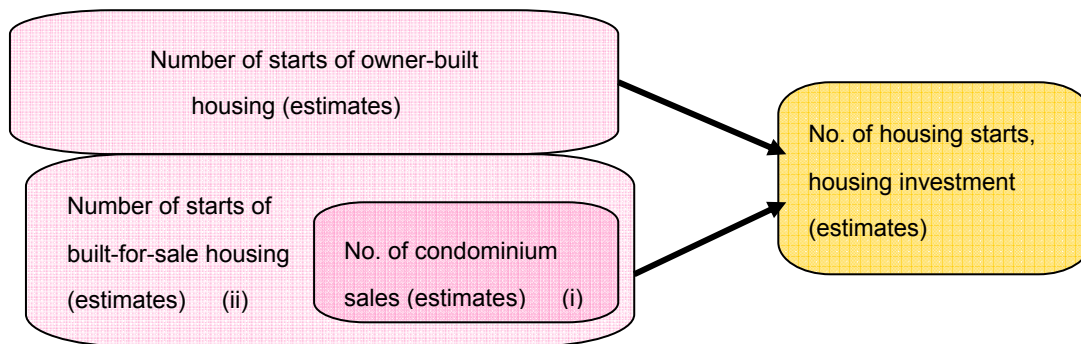 Number of starts of owner-built
housing (estimates)
No. of housing starts,
housing investment
(estimates)
Number of starts of
built-for-sale housing
(estimates) (ii)
No. of condominium
sales (estimates) (i)